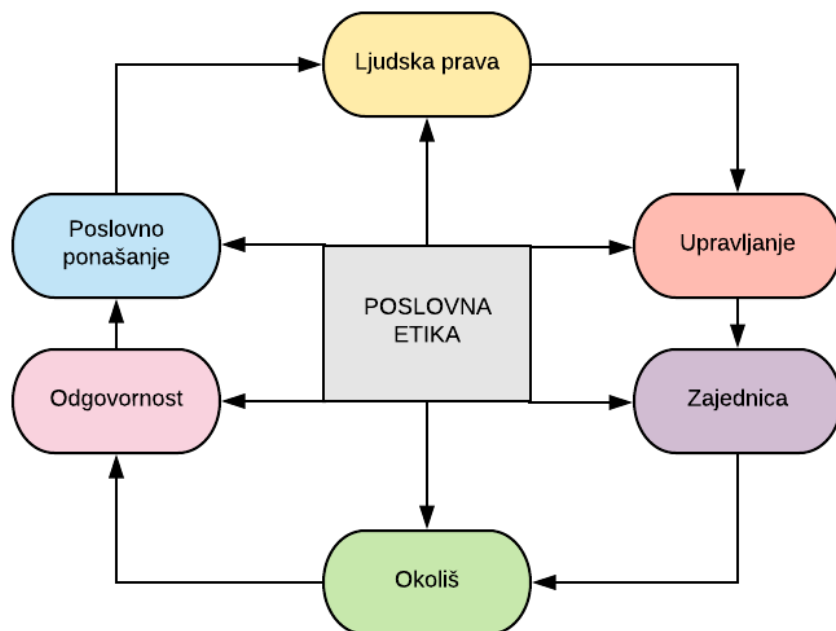 Ljudska prava
Poslovno
ponašanje
Upravljanje
POSLOVNA
ETIKA
Odgovornost
Zajednica
Okoliš